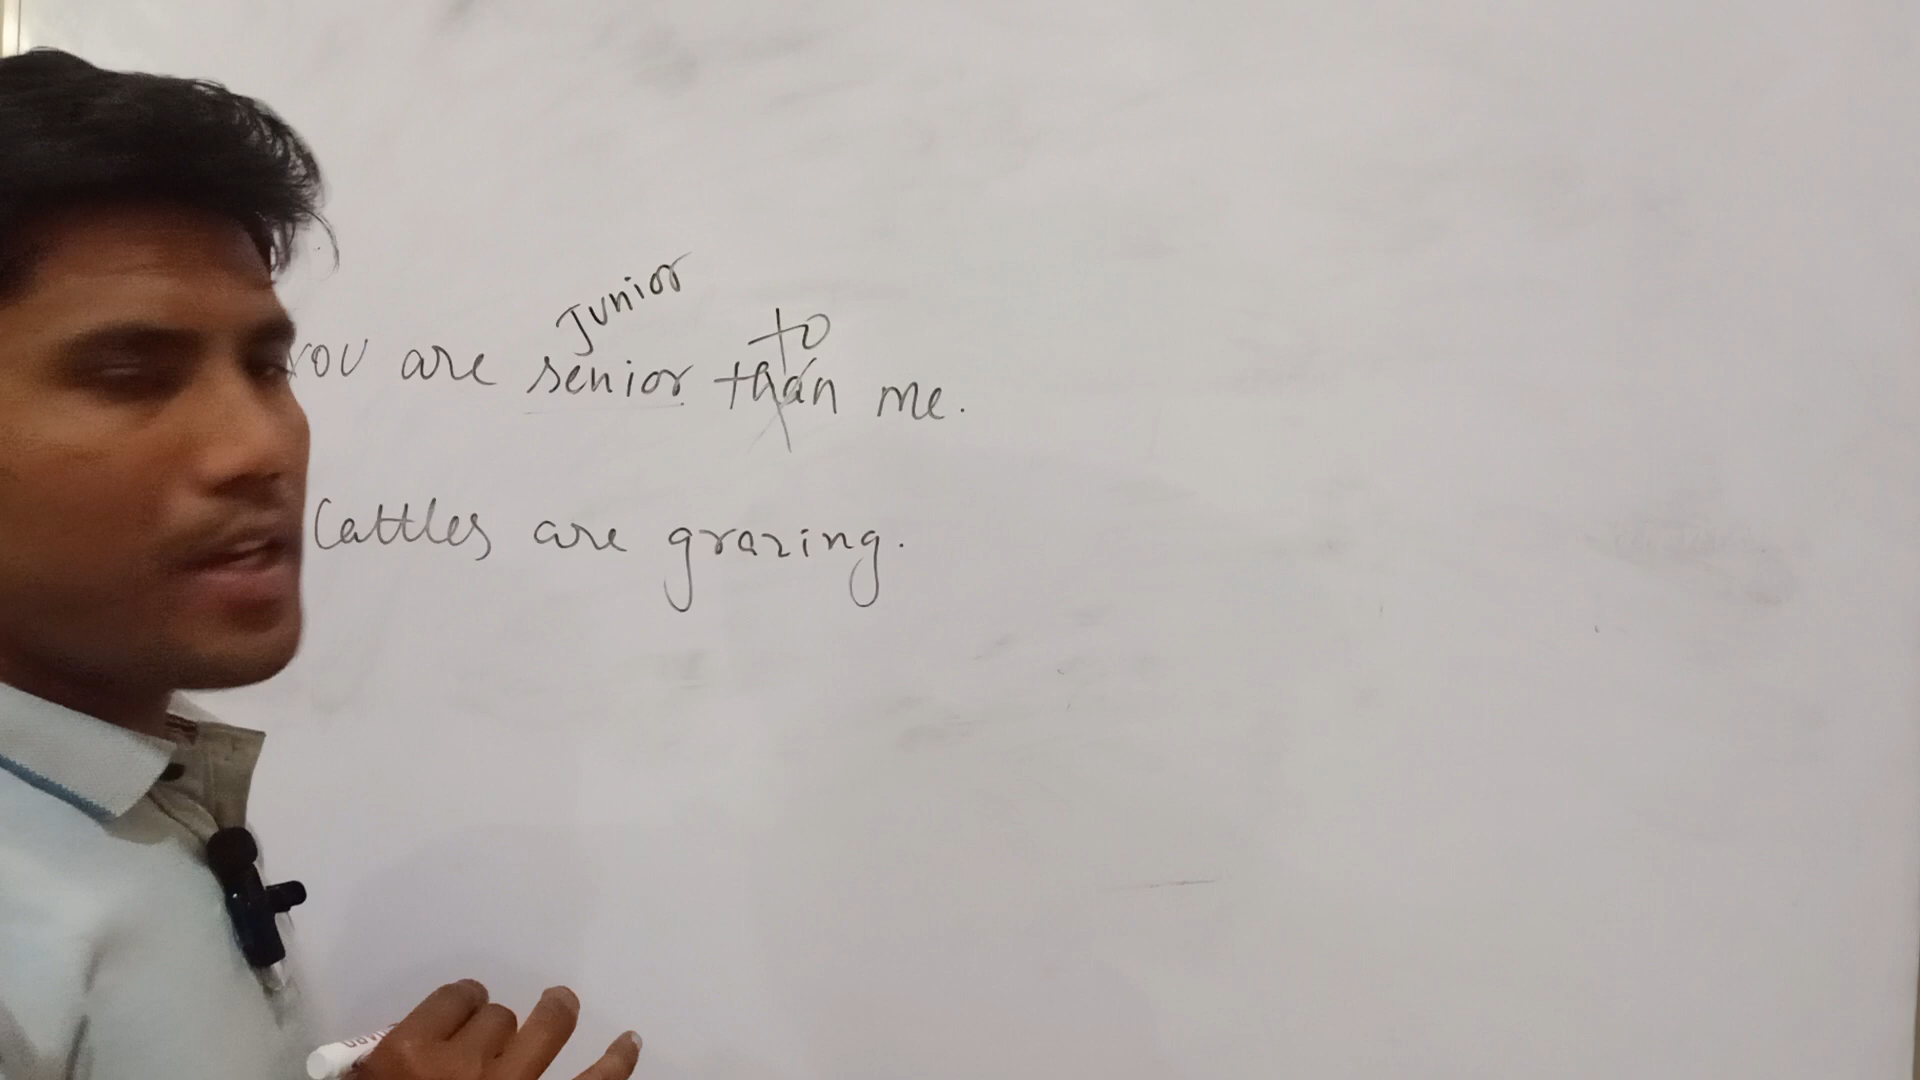 Junior
to
You are senior than me.
Cattles are grazing.